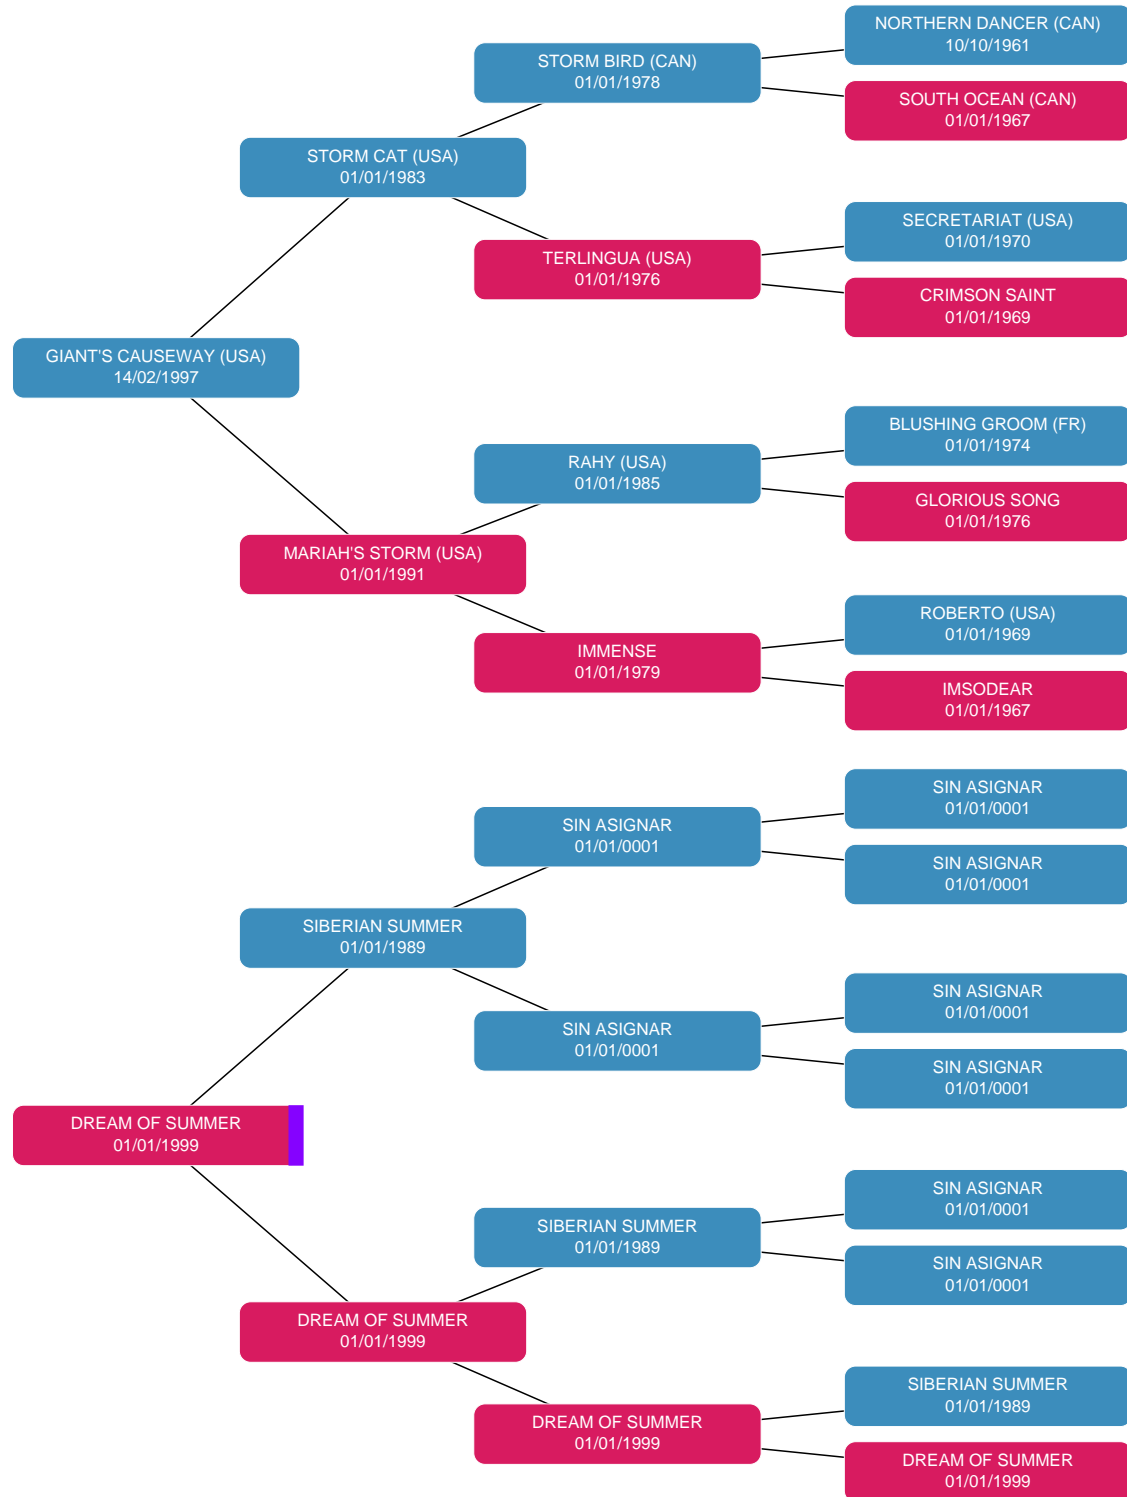 NORTHERN DANCER (CAN)
10/10/1961
STORM BIRD (CAN)
01/01/1978
SOUTH OCEAN (CAN)
01/01/1967
STORM CAT (USA)
01/01/1983
SECRETARIAT (USA)
01/01/1970
TERLINGUA (USA)
01/01/1976
CRIMSON SAINT
01/01/1969
GIANT'S CAUSEWAY (USA)
14/02/1997
BLUSHING GROOM (FR)
01/01/1974
RAHY (USA)
01/01/1985
GLORIOUS SONG
01/01/1976
MARIAH'S STORM (USA)
01/01/1991
ROBERTO (USA)
01/01/1969
IMMENSE
01/01/1979
IMSODEAR
01/01/1967
SIN ASIGNAR
01/01/0001
SIN ASIGNAR
01/01/0001
SIN ASIGNAR
01/01/0001
SIBERIAN SUMMER
01/01/1989
SIN ASIGNAR
01/01/0001
SIN ASIGNAR
01/01/0001
SIN ASIGNAR
01/01/0001
DREAM OF SUMMER
01/01/1999
SIN ASIGNAR
01/01/0001
SIBERIAN SUMMER
01/01/1989
SIN ASIGNAR
01/01/0001
DREAM OF SUMMER
01/01/1999
SIBERIAN SUMMER
01/01/1989
DREAM OF SUMMER
01/01/1999
DREAM OF SUMMER
01/01/1999